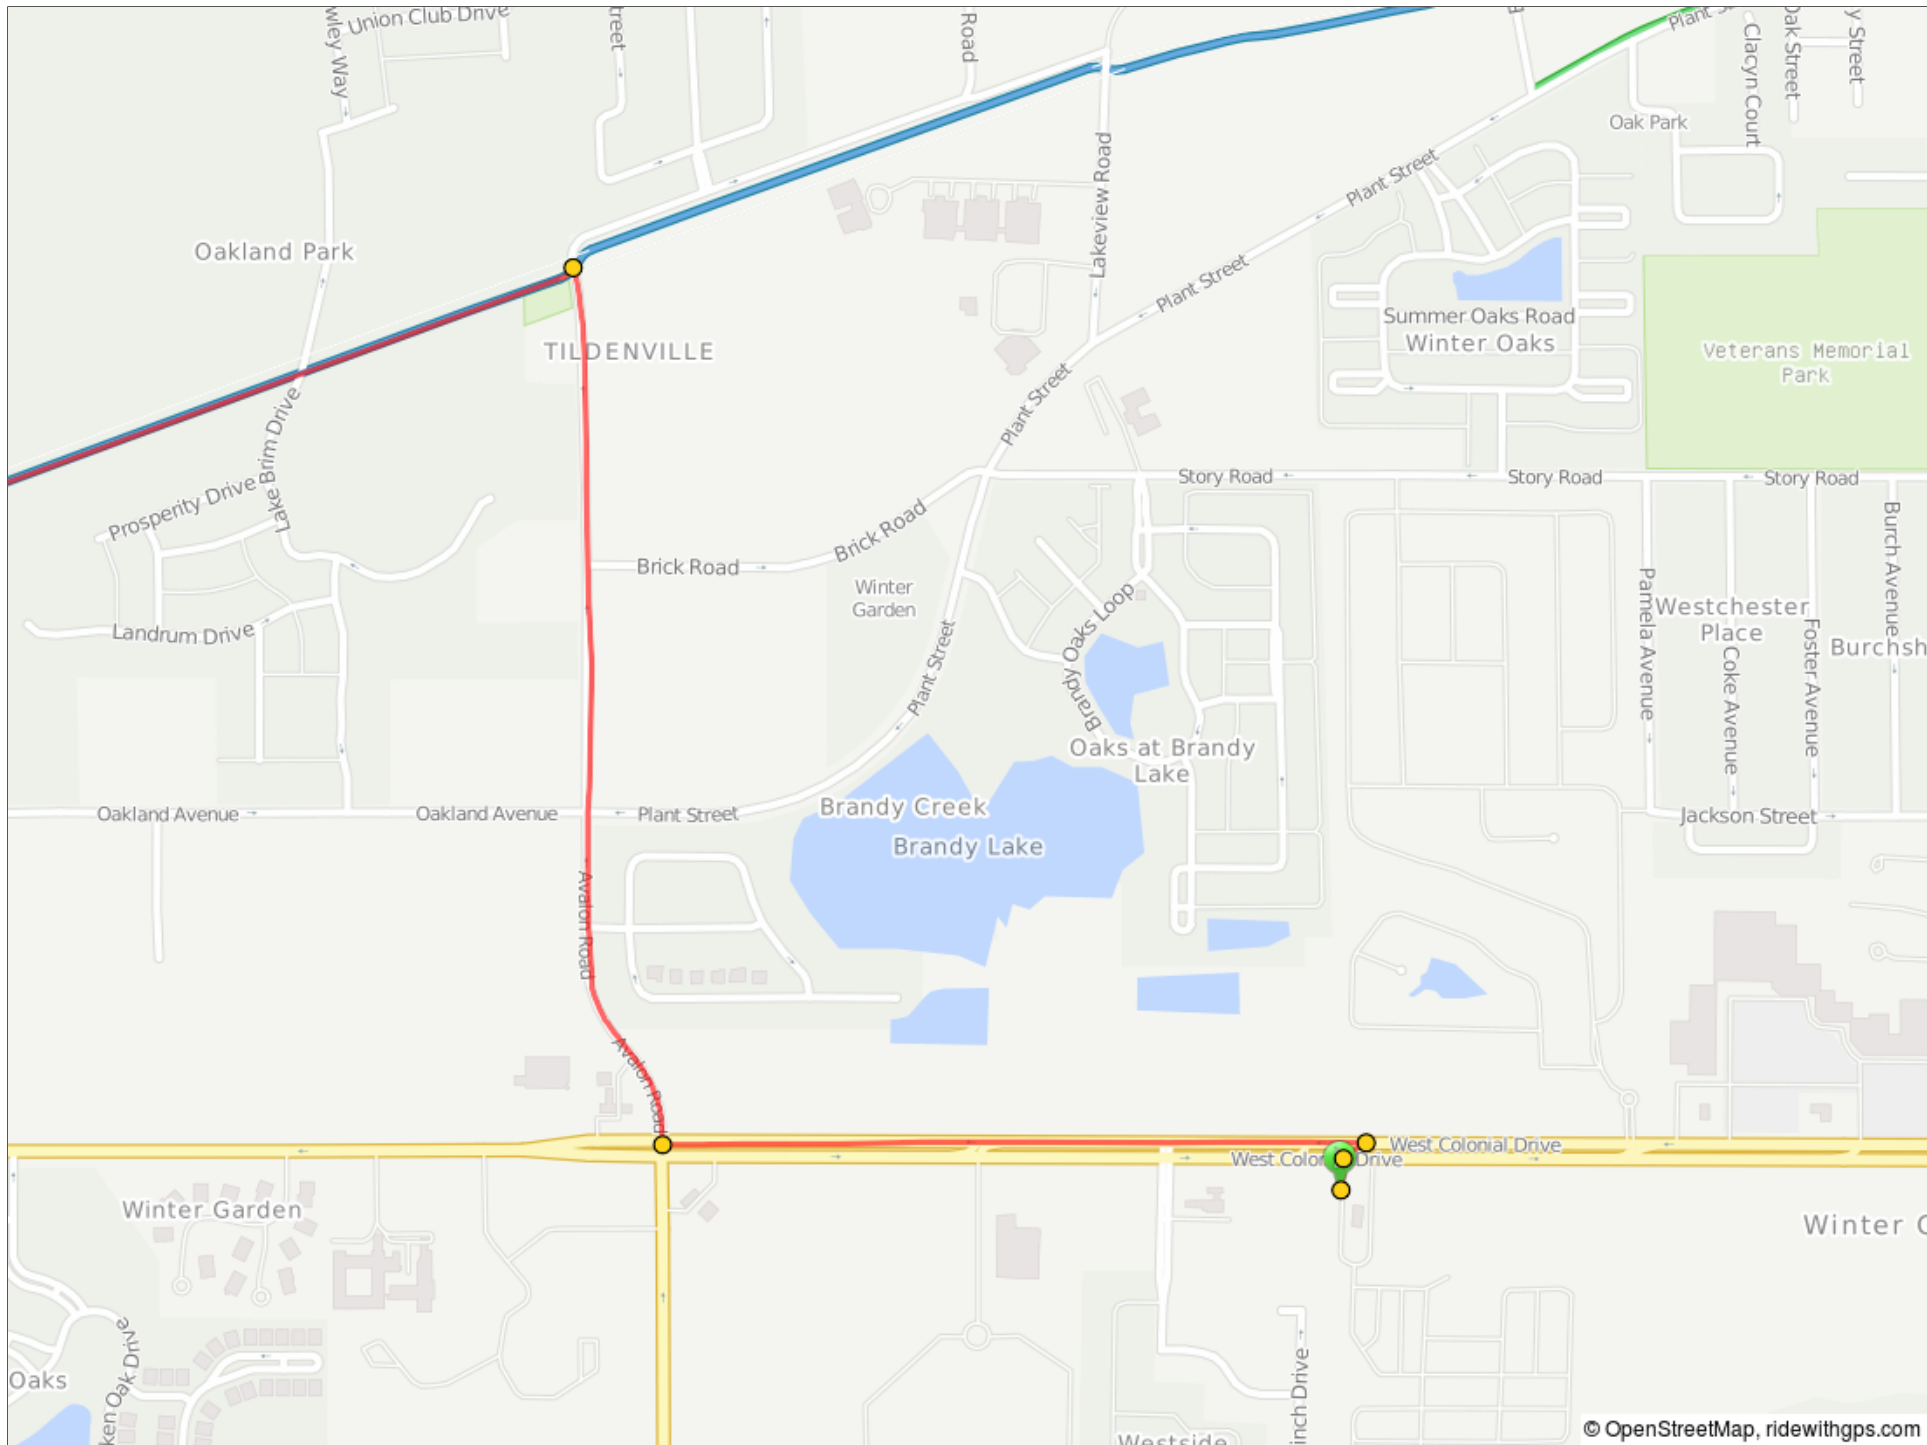 Union Club Drive
wley Way
treet
Road
Plant S
Oak Street
y Street
Clacyn Court
Oak Park
Lakeview Road
Plant Street
Oakland Park
Plant Street
Summer Oaks Road
Winter Oaks
Veterans Memorial
Park
TILDENVILLE
Plant Street
Lake Brim Drive
Prosperity Drive
Story Road
Story Road
Story Road
Brick Road
Brick Road
Winter
Garden
Burch Avenue
Pamela Avenue
Westchester
Place
Coke Avenue
Foster Avenue
Burchsh
Landrum Drive
Brandy Oaks Loop
Plant Street
Oaks at Brandy
Lake
Oakland Avenue
Oakland Avenue
Plant Street
Brandy Creek
Brandy Lake
Jackson Street
Avalon Road
Avalon Road
West Colonial Drive
West Colon
Drive
Winter Garden
Winter G
Oaks
ken Oak Drive
inch Drive
Westside
© OpenStreetMap, ridewithgps.com